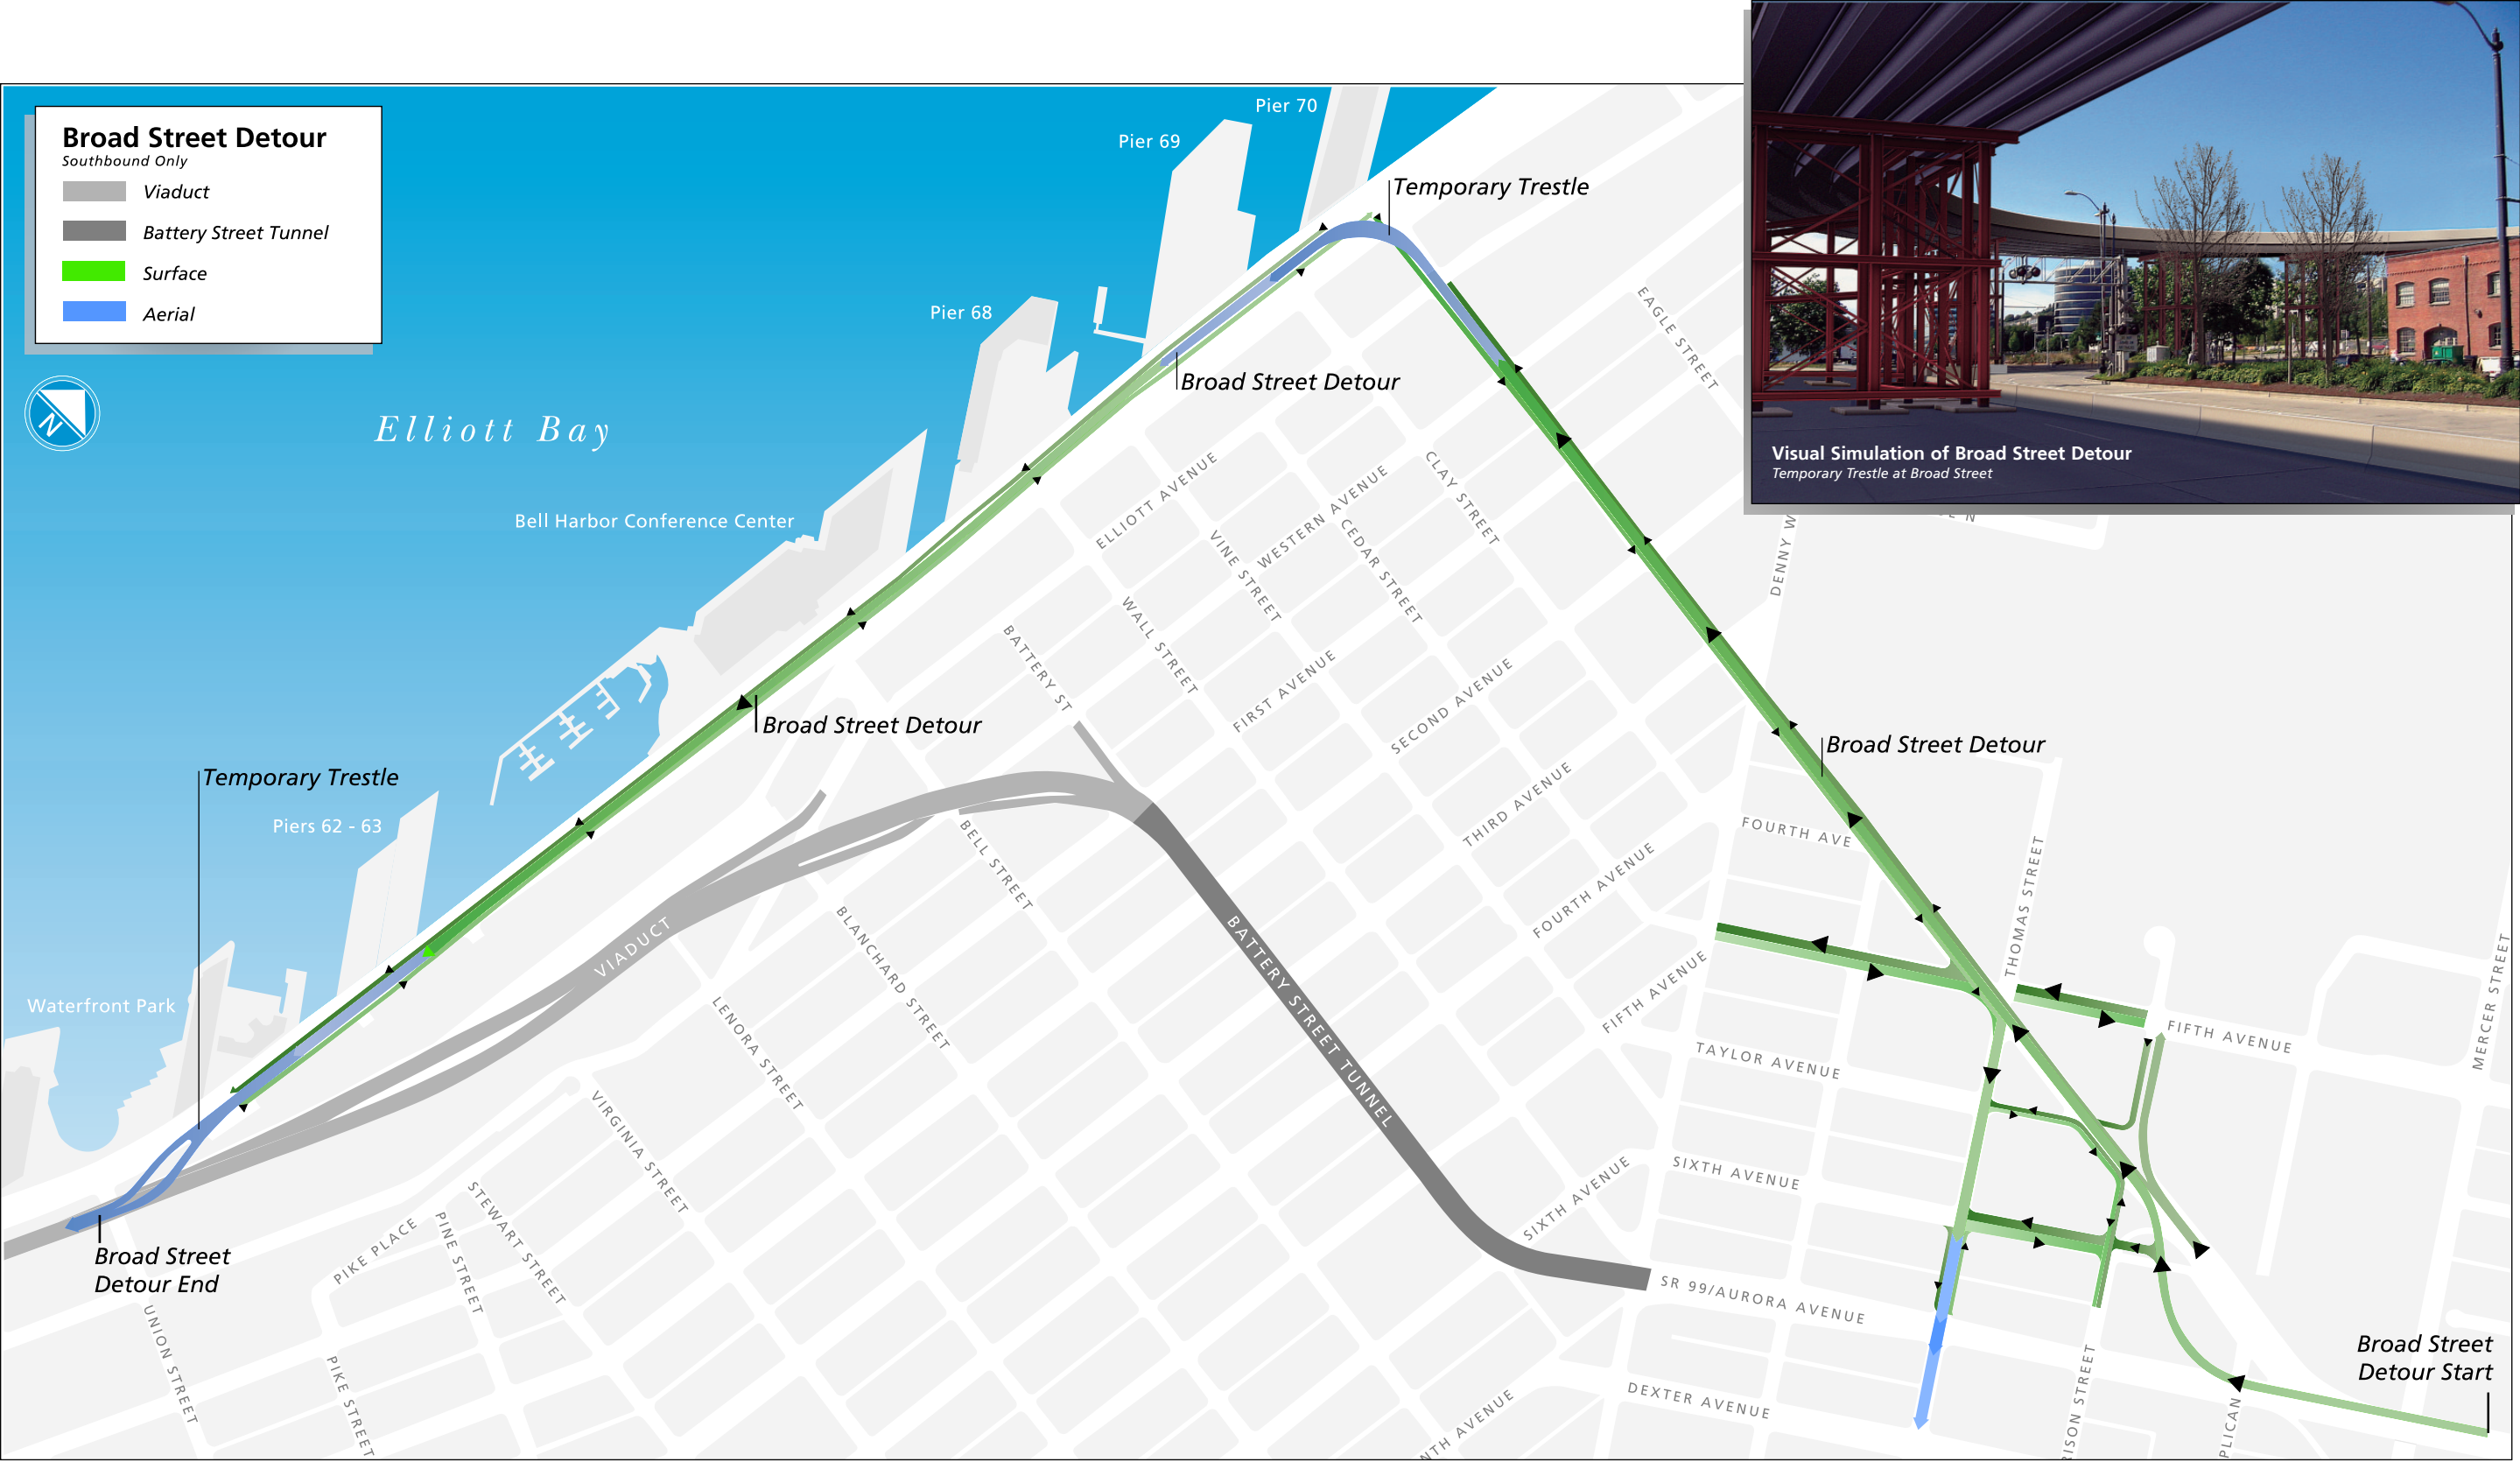 Broad Street Detour
Southbound Only
Viaduct
Battery Street Tunnel
Surface
Aerial
N
Elliott Bay
Pier 70
Pier 69
Pier 68
Bell Harbor Conference Center
Piers 62 - 63
Waterfront Park
Temporary Trestle
Broad Street Detour
Broad Street Detour
Temporary Trestle
Broad Street
Detour End
Broad Street Detour
Broad Street
Detour Start
Visual Simulation of Broad Street Detour
Temporary Trestle at Broad Street
EAGLE STREET
CLAY STREET
CEDAR STREET
VINE STREET
WALL STREET
BATTERY ST
ELLIOTT AVENUE
WESTERN AVENUE
FIRST AVENUE
SECOND AVENUE
THIRD AVENUE
FOURTH AVENUE
FIFTH AVENUE
SIXTH AVENUE
DENNY W
N
FOURTH AVE
THOMAS STREET
MERCER STREET
FIFTH AVENUE
TAYLOR AVENUE
SIXTH AVENUE
SR 99/AURORA AVENUE
DEXTER AVENUE
NTH AVENUE
RISON STREET
PLICAN
BELL STREET
BLANCHARD STREET
LENORA STREET
VIRGINIA STREET
STEWART STREET
PINE STREET
PIKE PLACE
PIKE STREET
UNION STREET
VIADUCT
BATTERY STREET TUNNEL